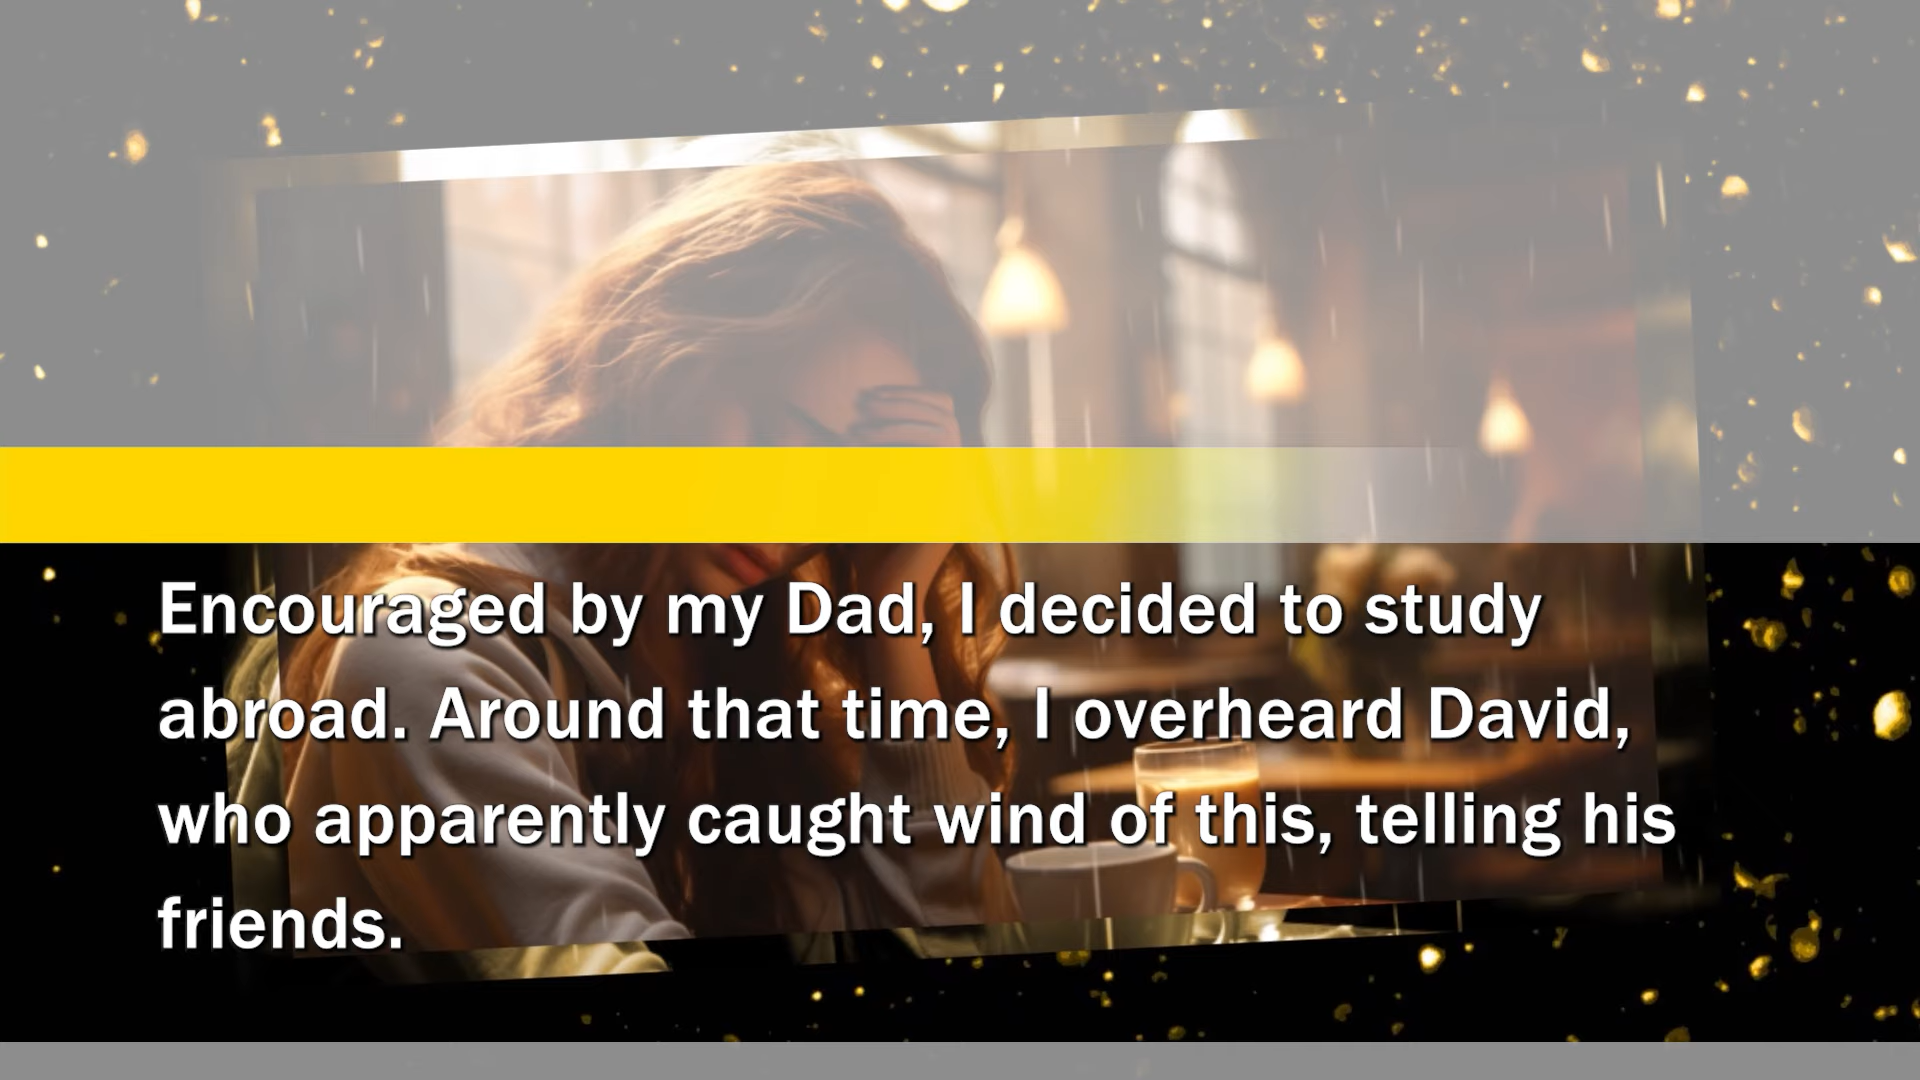 Encouraged by my Dad, I decided to study
abroad. Around that time, I overheard David,
who apparently caught wind of this, telling his
friends.